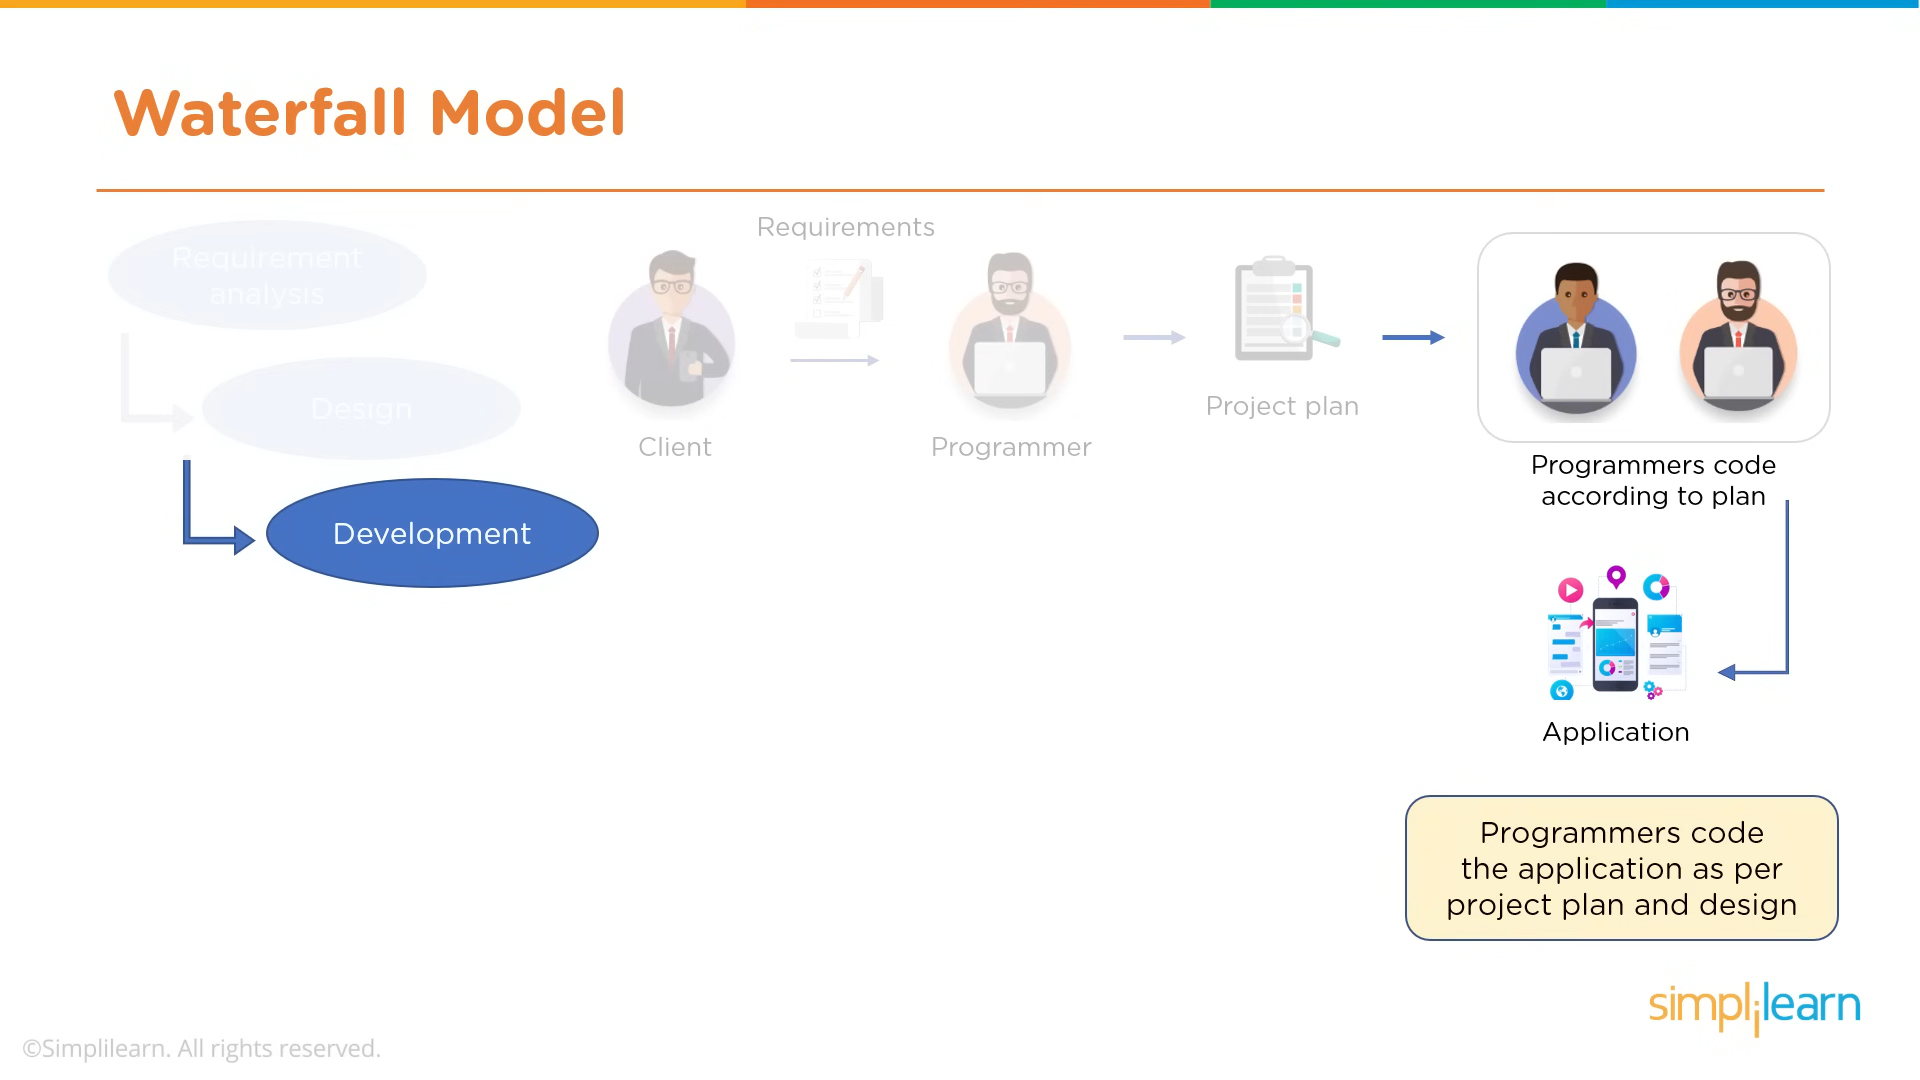 Waterfall Model
Requirement
analysis
Design
Development
Requirements
Client
Programmer
Project plan
Programmers code
according to plan
Application
Programmers code
the application as per
project plan and design
simplilearn
©Simplilearn. All rights reserved.